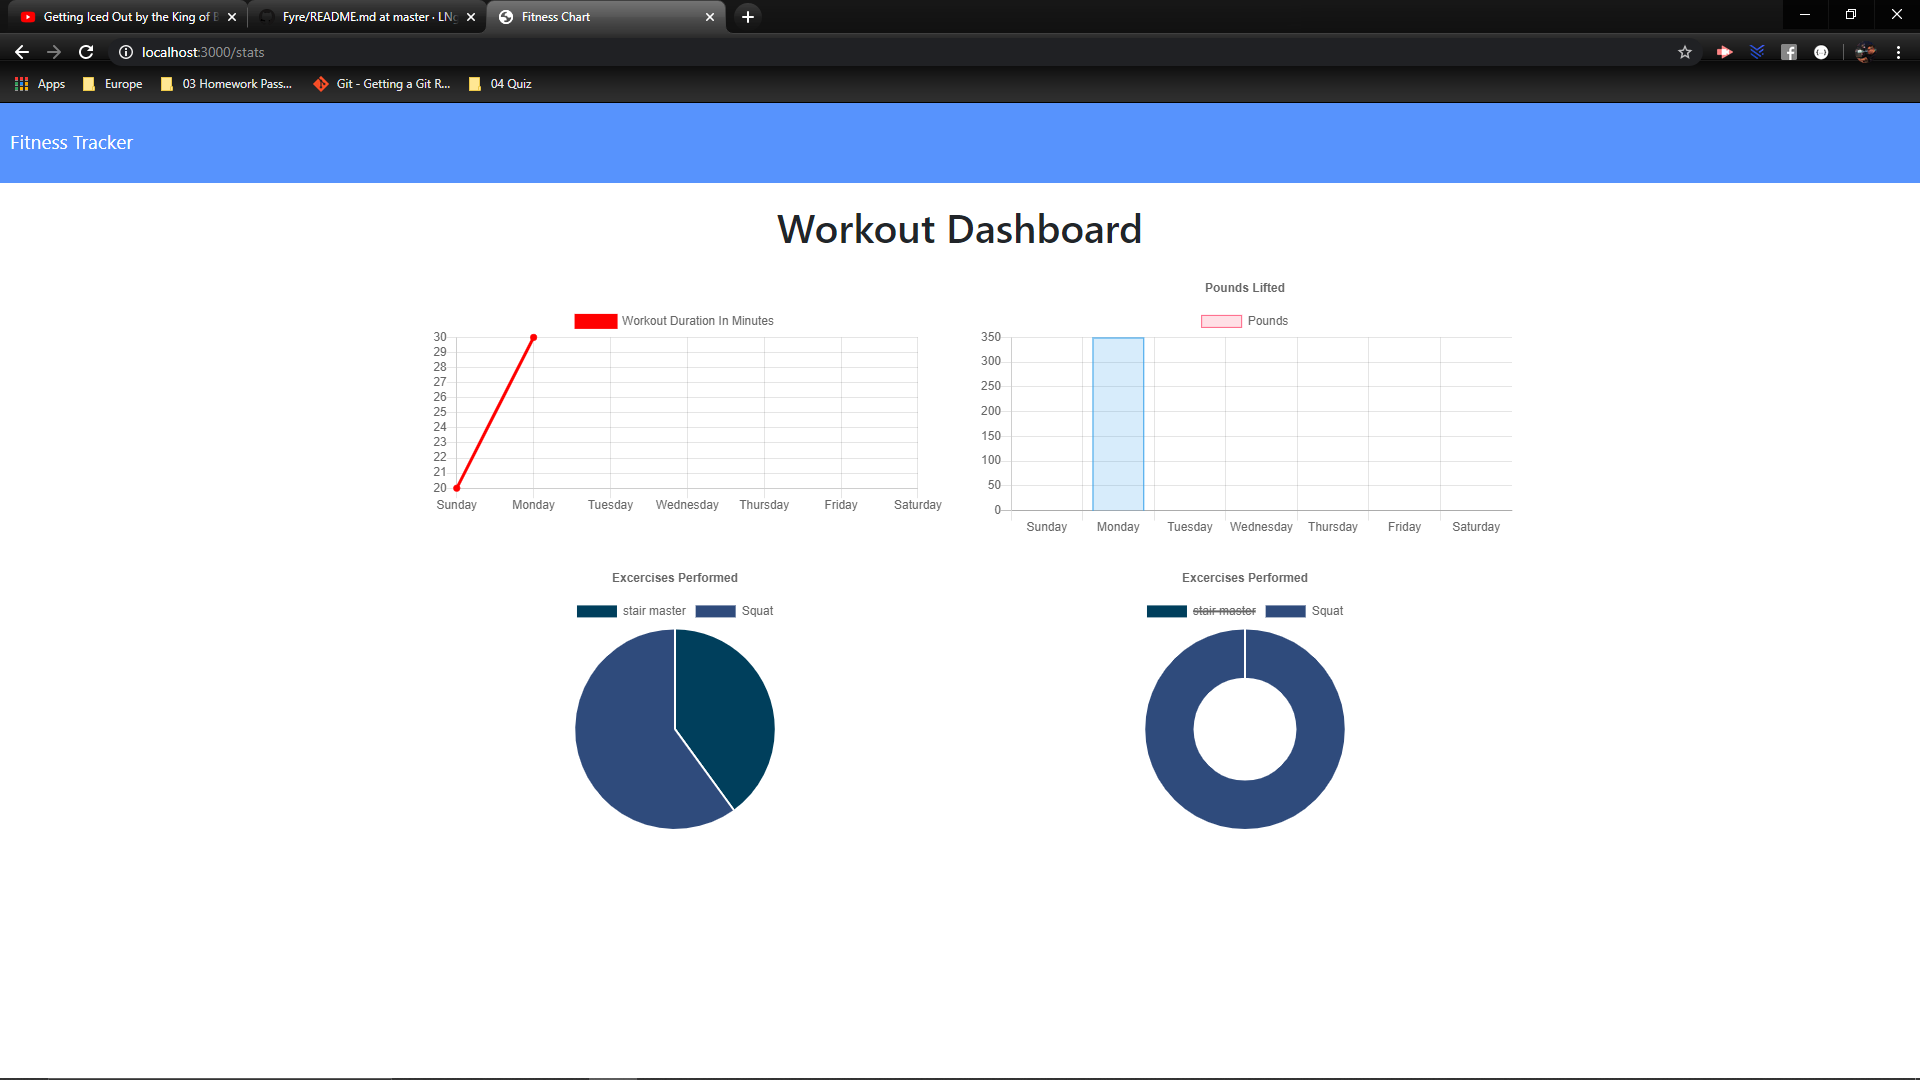 Getting Iced Out by the King of
Fyre/README.md at master · LNg
Fitness Chart
localhost:3000/stats
Apps
Europe
03 Homework Pass...
Git - Getting a Git R...
04 Quiz
Fitness Tracker
Workout Dashboard
Workout Duration In Minutes
30
29
28
27
26
25
24
23
22
21
20
Sunday Monday Tuesday Wednesday Thursday Friday Saturday
Pounds Lifted
Pounds
350
300
250
200
150
100
50
0
Sunday Monday Tuesday Wednesday Thursday Friday Saturday
Excercises Performed
stair master Squat
Excercises Performed
stair master Squat